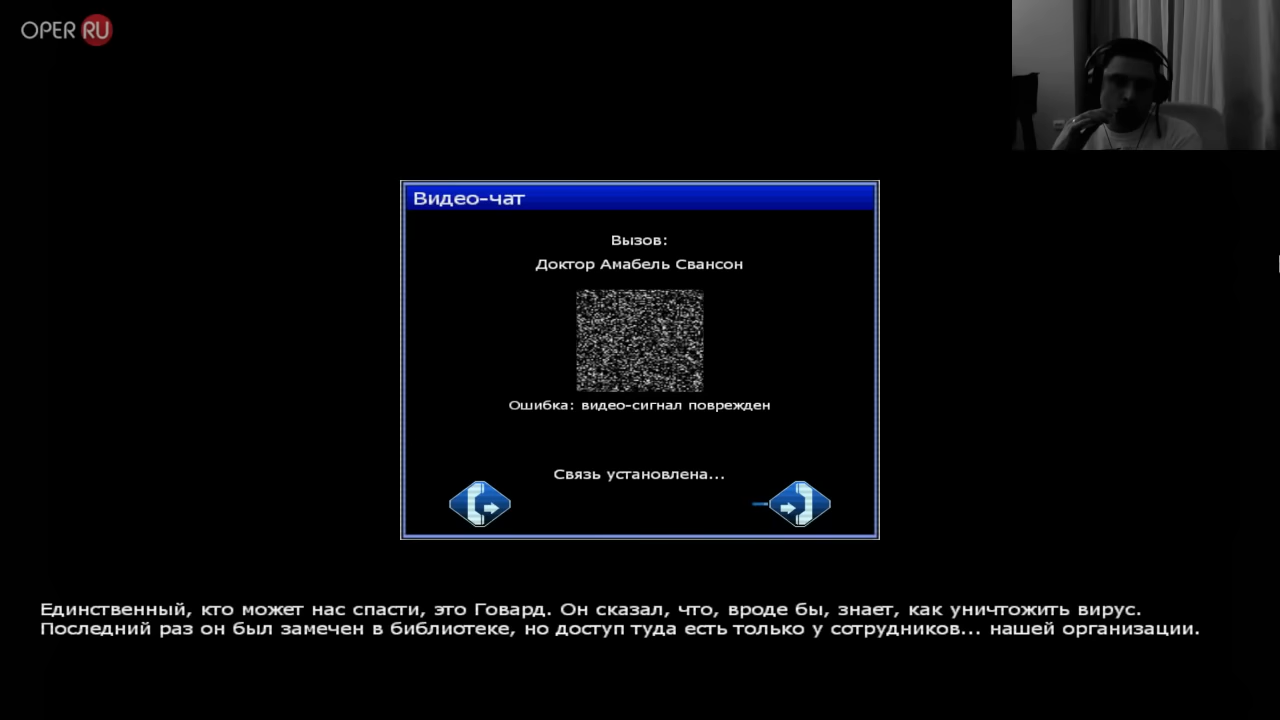 OPER RU
Видео-чат
Вызов:
Доктор Амабель Свансон
Ошибка: видео-сигнал поврежден
Связь установлена...
Единственный, кто может нас спасти, это Говард. Он сказал, что, вроде бы, знает, как уничтожить вирус.
Последний раз он был замечен в библиотеке, но доступ туда есть только у сотрудников... нашей организации.